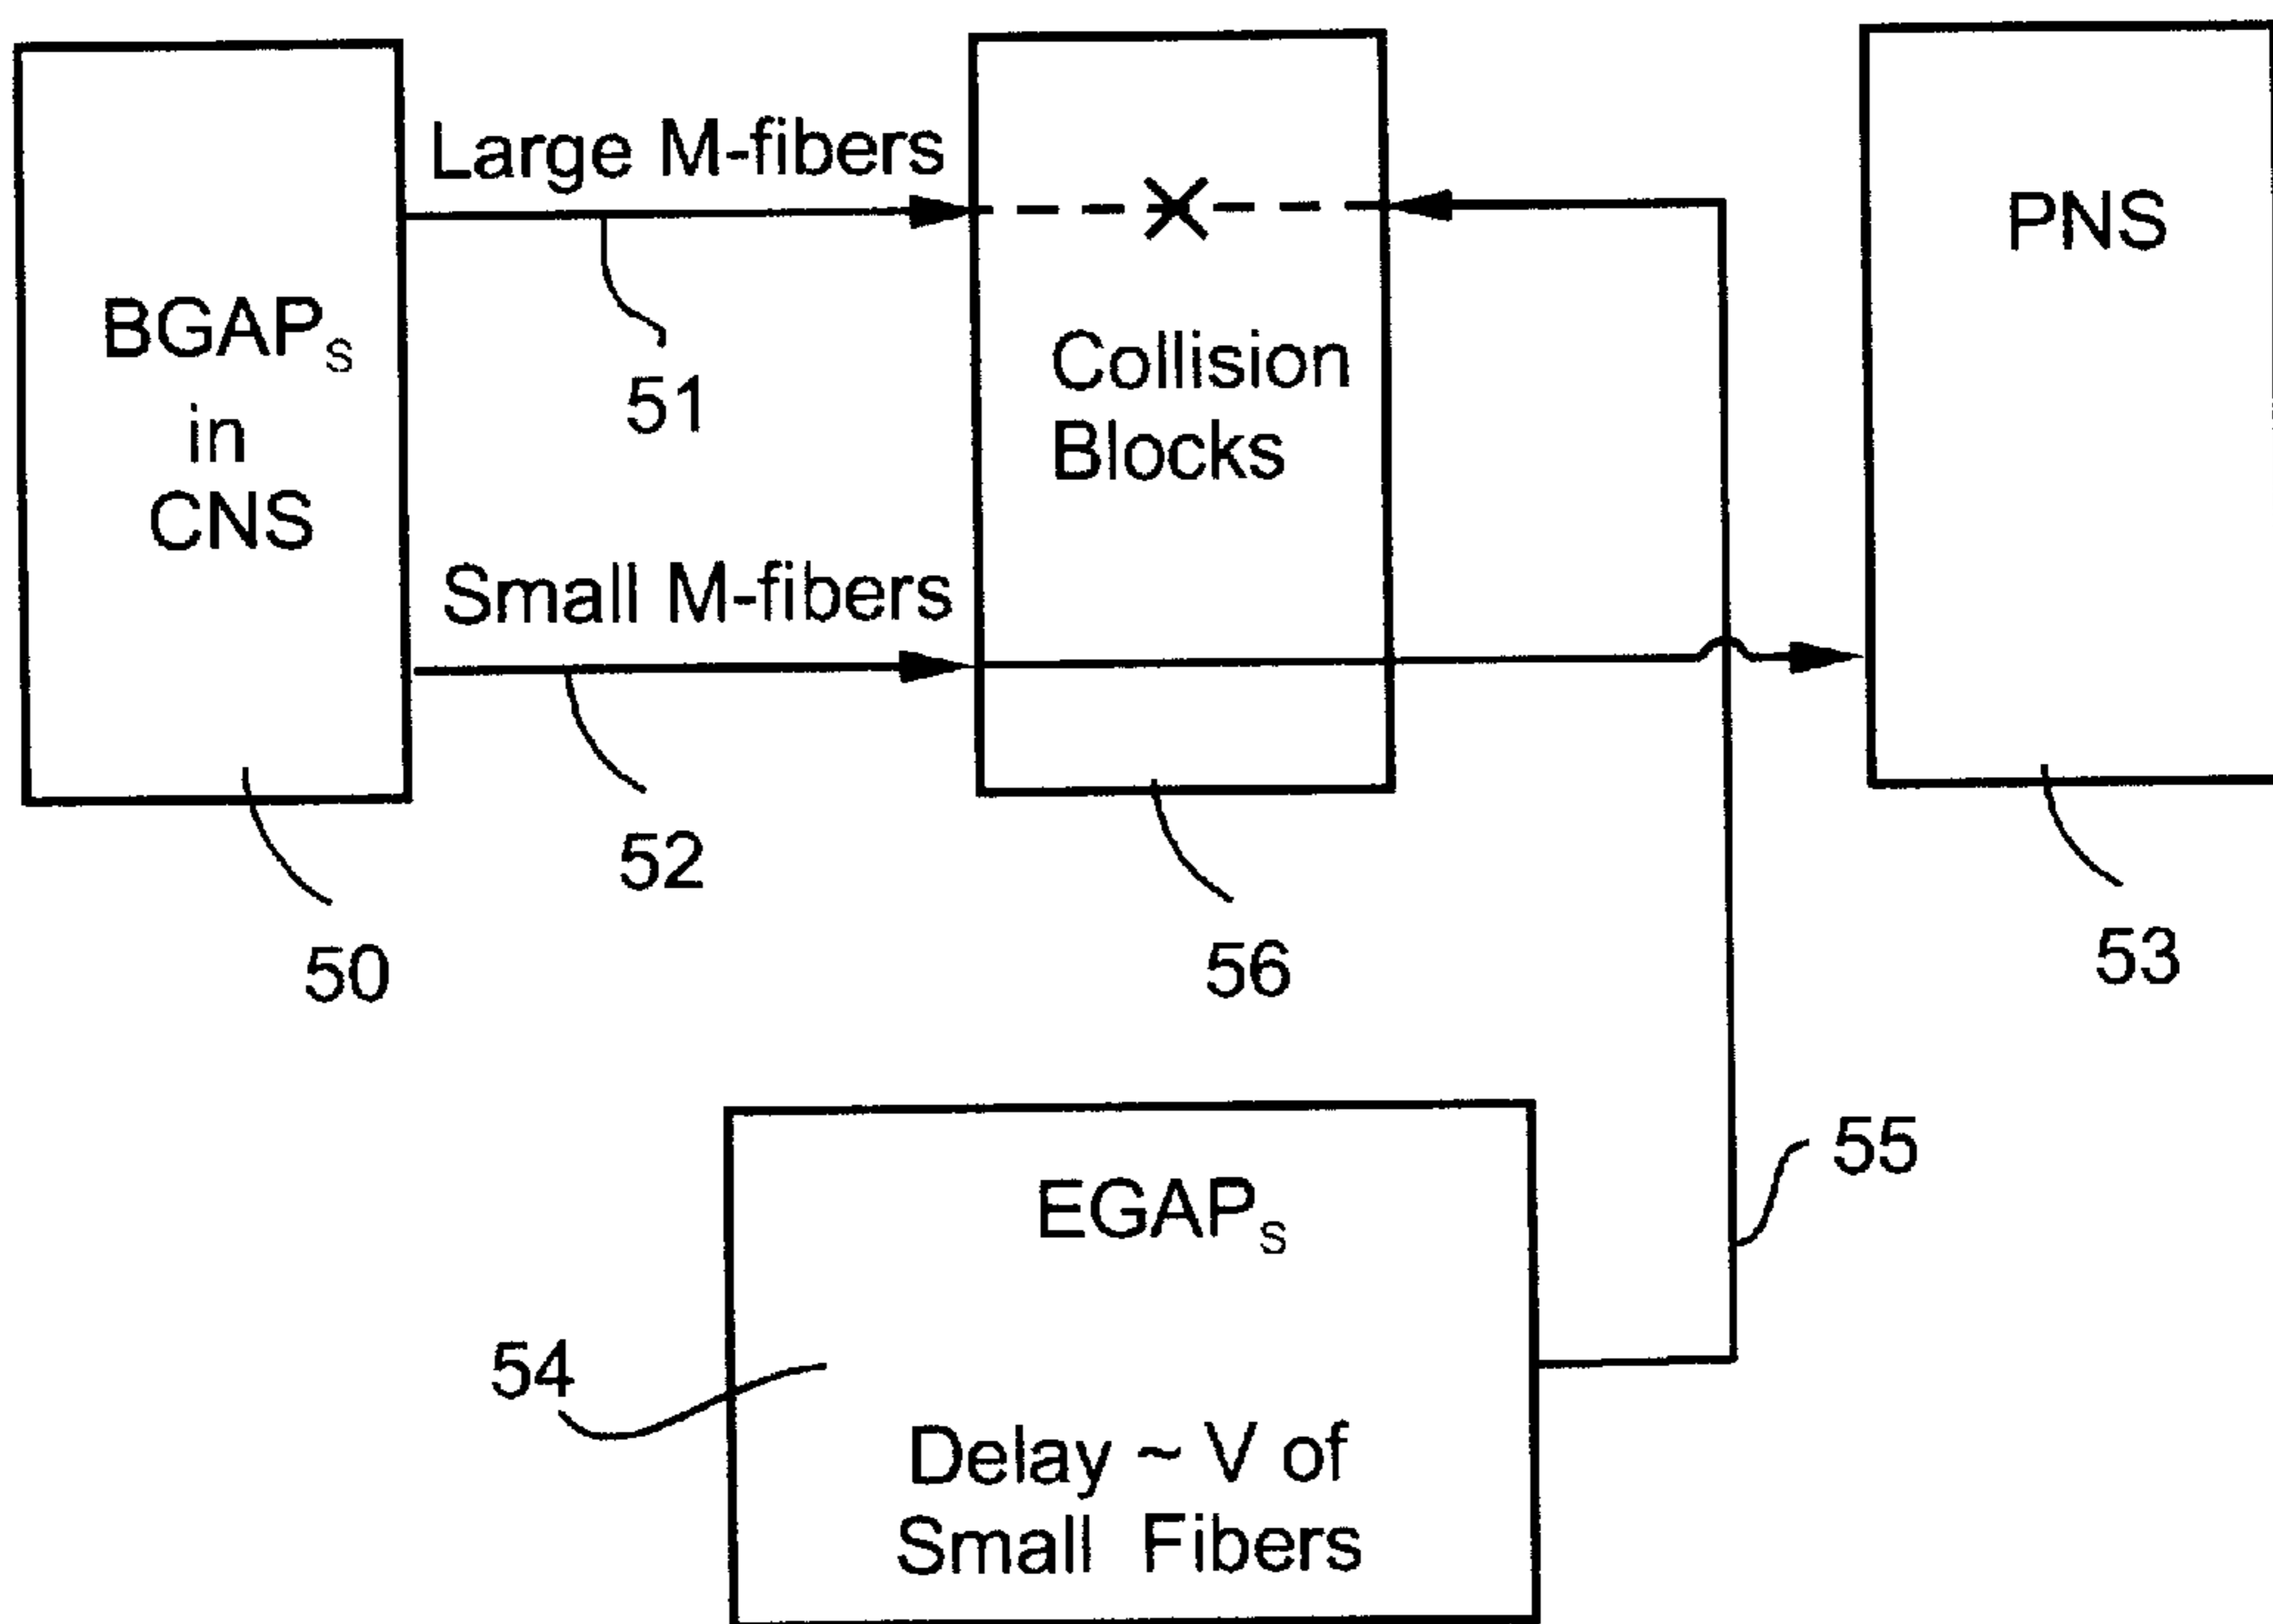 Large M-fibers
BGAPs
in
CNS
51
Small M-fibers
52
50
Collision
Blocks
56
PNS
53
EGAPs
Delay ~ V of
Small Fibers
54
55